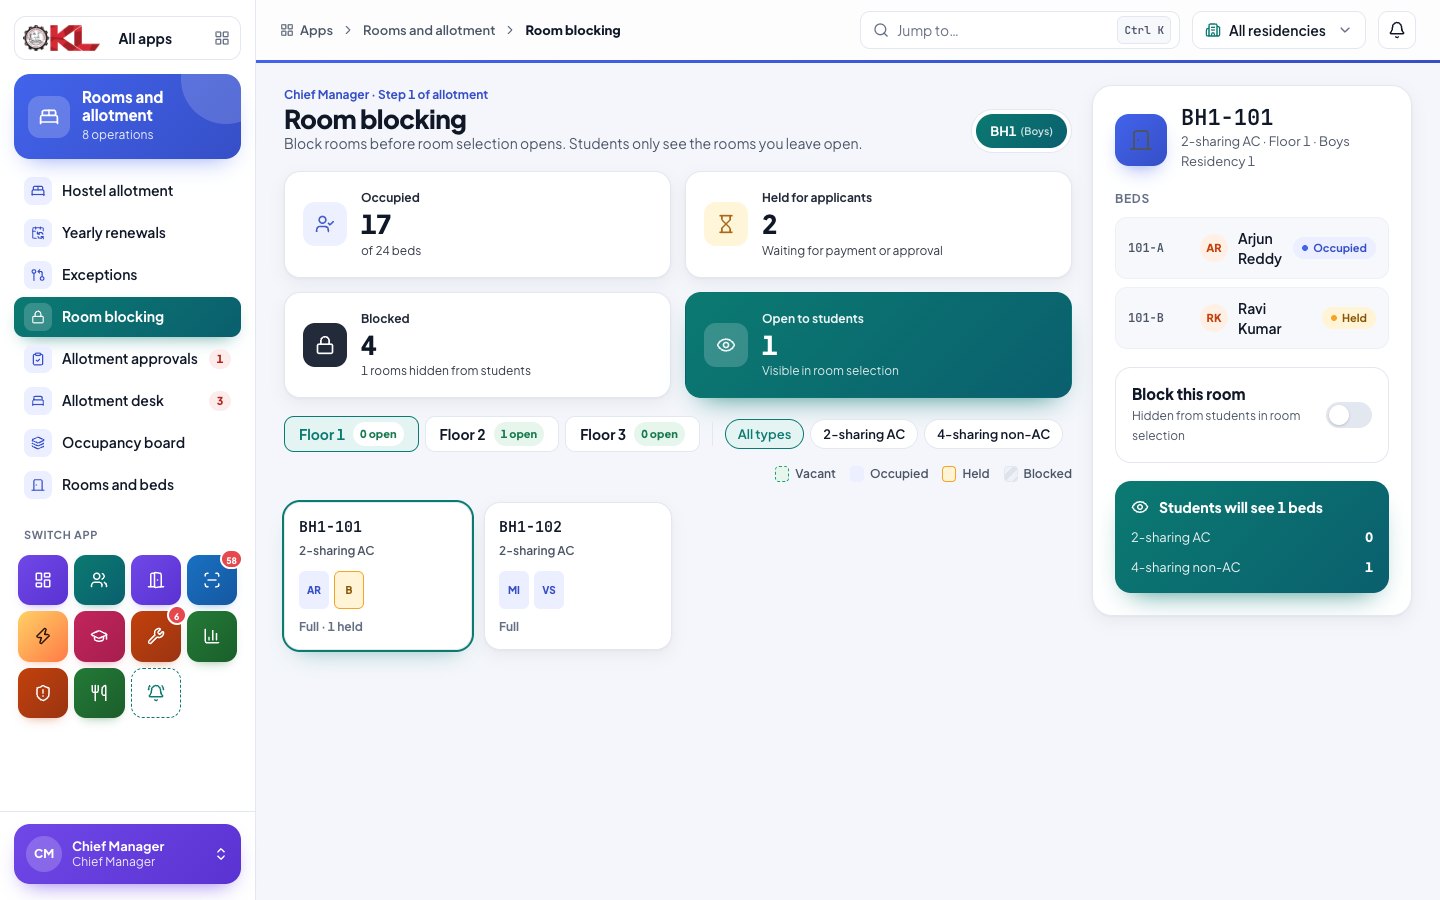 KL
All apps
Rooms and
allotment
8 operations
Hostel allotment
Yearly renewals
Exceptions
Room blocking
Allotment approvals 1
Allotment desk 3
Occupancy board
Rooms and beds
SWITCH APP
58
6
CM
Chief Manager
Chief Manager
Apps
Rooms and allotment
Room blocking
Jump to...
Ctrl K
All residencies
Chief Manager · Step 1 of allotment
Room blocking
Block rooms before room selection opens. Students only see the rooms you leave open.
BH1 (Boys)
Occupied
17
of 24 beds
Held for applicants
2
Waiting for payment or approval
Blocked
4
1 rooms hidden from students
Open to students
1
Visible in room selection
Floor 1 0 open
Floor 2 1 open
Floor 3 0 open
All types
2-sharing AC
4-sharing non-AC
Vacant
Occupied
Held
Blocked
BH1-101
2-sharing AC
AR B
Full · 1 held
BH1-102
2-sharing AC
MI VS
Full
BH1-101
2-sharing AC · Floor 1 · Boys
Residency 1
BEDS
101-A
AR
Arjun
Reddy
Occupied
101-B
RK
Ravi
Kumar
Held
Block this room
Hidden from students in room
selection
Students will see 1 beds
2-sharing AC 0
4-sharing non-AC 1